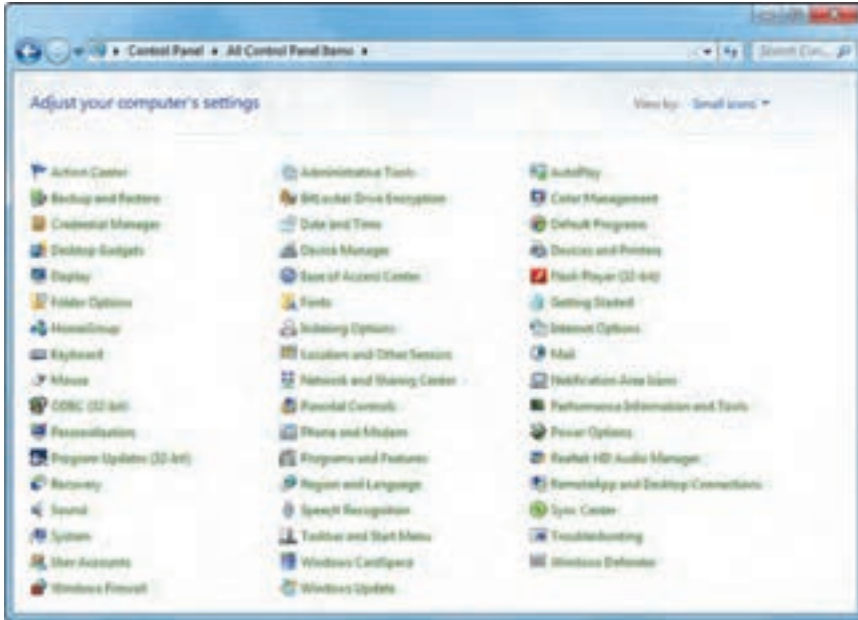 Control Panel ▸ All Control Panel Items ▸ Search Con...
Adjust your computer's settings View by: Small icons
Action Center Administrative Tools AutoPlay
Backup and Restore BitLocker Drive Encryption Color Management
Credential Manager Date and Time Default Programs
Desktop Gadgets Device Manager Devices and Printers
Display Ease of Access Center Flash Player (32-bit)
Folder Options Fonts Getting Started
HomeGroup Indexing Options Internet Options
Keyboard Location and Other Sensors Mail
Mouse Network and Sharing Center Notification Area Icons
Parental Controls Performance Information and Tools
Personalization Phone and Modem Power Options
Program Updates (32-bit) Programs and Features Realtek HD Audio Manager
Recovery Region and Language RemoteApp and Desktop Connections
Sound Speech Recognition Sync Center
System Taskbar and Start Menu Troubleshooting
User Accounts Windows CardSpace Windows Defender
Windows Firewall Windows Update